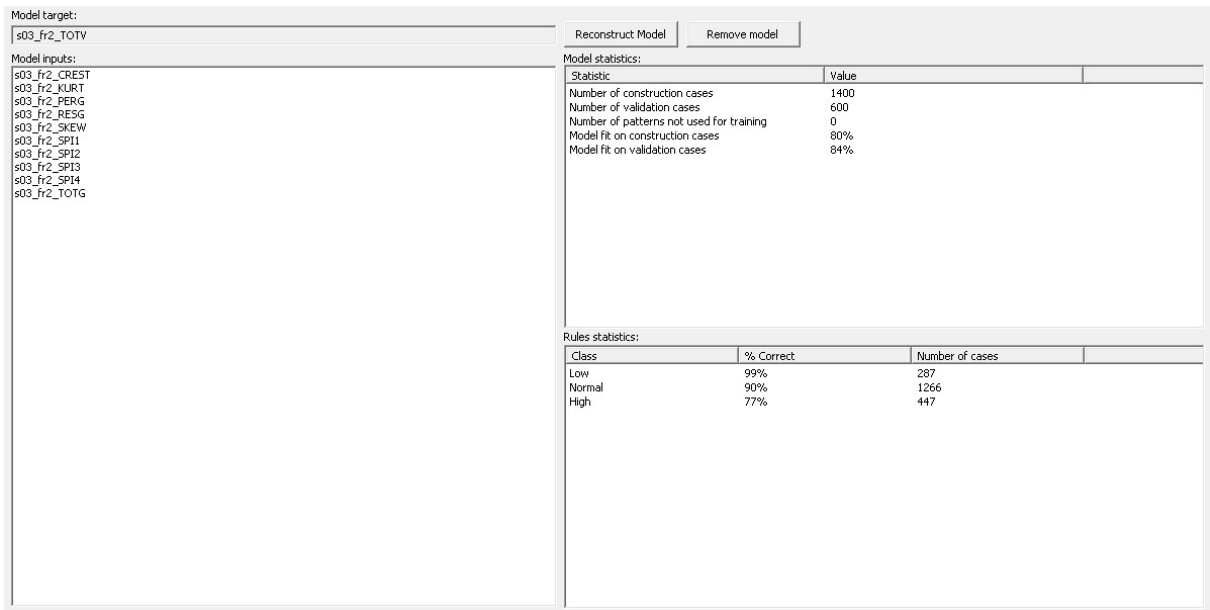 Model target:
s03_fr2_TOTV
Reconstruct Model Remove model
Model inputs:
s03_fr2_CREST
s03_fr2_KURT
s03_fr2_PERG
s03_fr2_RESG
s03_fr2_SKEW
s03_fr2_SPI1
s03_fr2_SPI2
s03_fr2_SPI3
s03_fr2_SPI4
s03_fr2_TOTG
Model statistics:
Statistic Value
Number of construction cases 1400
Number of validation cases 600
Number of patterns not used for training 0
Model fit on construction cases 80%
Model fit on validation cases 84%
Rules statistics:
Class % Correct Number of cases
Low 99% 287
Normal 90% 1266
High 77% 447